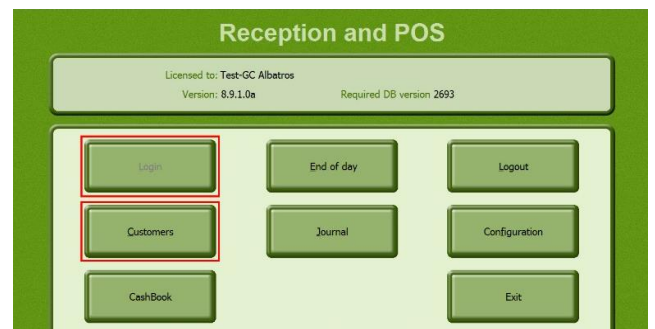 Reception and POS
Licensed to: Test-GC Albatros
Version: 8.9.1.0a Required DB version 2693
Login End of day Logout
Customers Journal Configuration
CashBook Exit